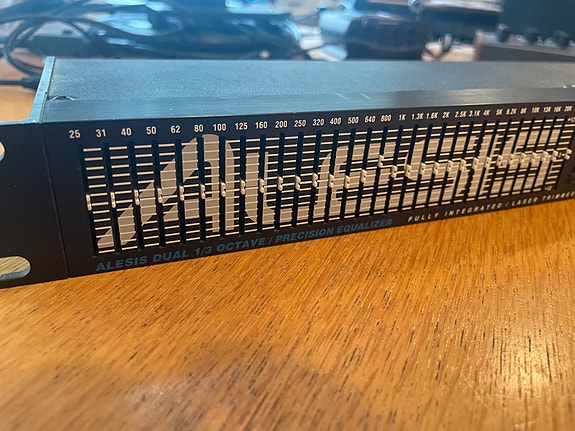 25 31 40 50 62 80 100 125 160 200 250 320 400 500 640 800 1K 1.3K 1.6K 2K 2.5K 3.1K 4K 5K 6.2K 8K 10K 13K 16K 20K
ALESIS DUAL 1/3 OCTAVE / PRECISION EQUALIZER
FULLY INTEGRATED / LASER TRIMM